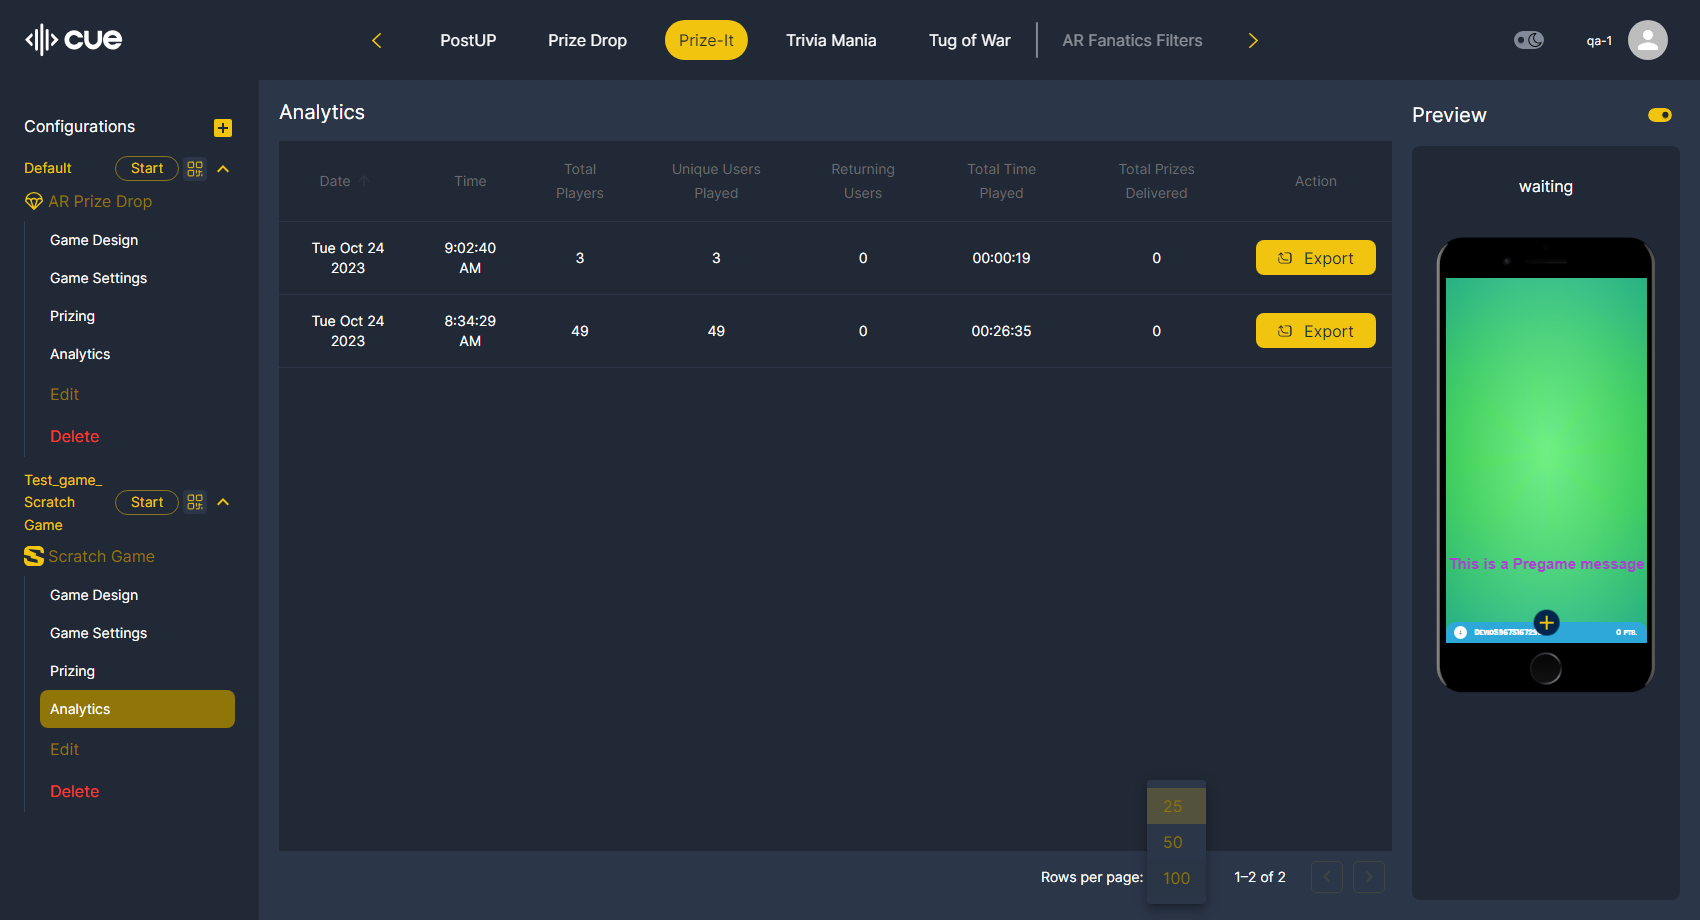 cue
PostUP
Prize Drop
Prize-It
Trivia Mania
Tug of War
AR Fanatics Filters
qa-1
Configurations
Default
Start
AR Prize Drop
Game Design
Game Settings
Prizing
Analytics
Edit
Delete
Test_game_
Scratch
Game
Start
Scratch Game
Game Design
Game Settings
Prizing
Analytics
Edit
Delete
Analytics
Date
Time
Total
Players
Unique Users
Played
Returning
Users
Total Time
Played
Total Prizes
Delivered
Action
Tue Oct 24
2023
9:02:40
AM
3
3
0
00:00:19
0
Export
Tue Oct 24
2023
8:34:29
AM
49
49
0
00:26:35
0
Export
25
50
100
Rows per page:
1–2 of 2
Preview
waiting
This is a Pregame message
0 PTS.